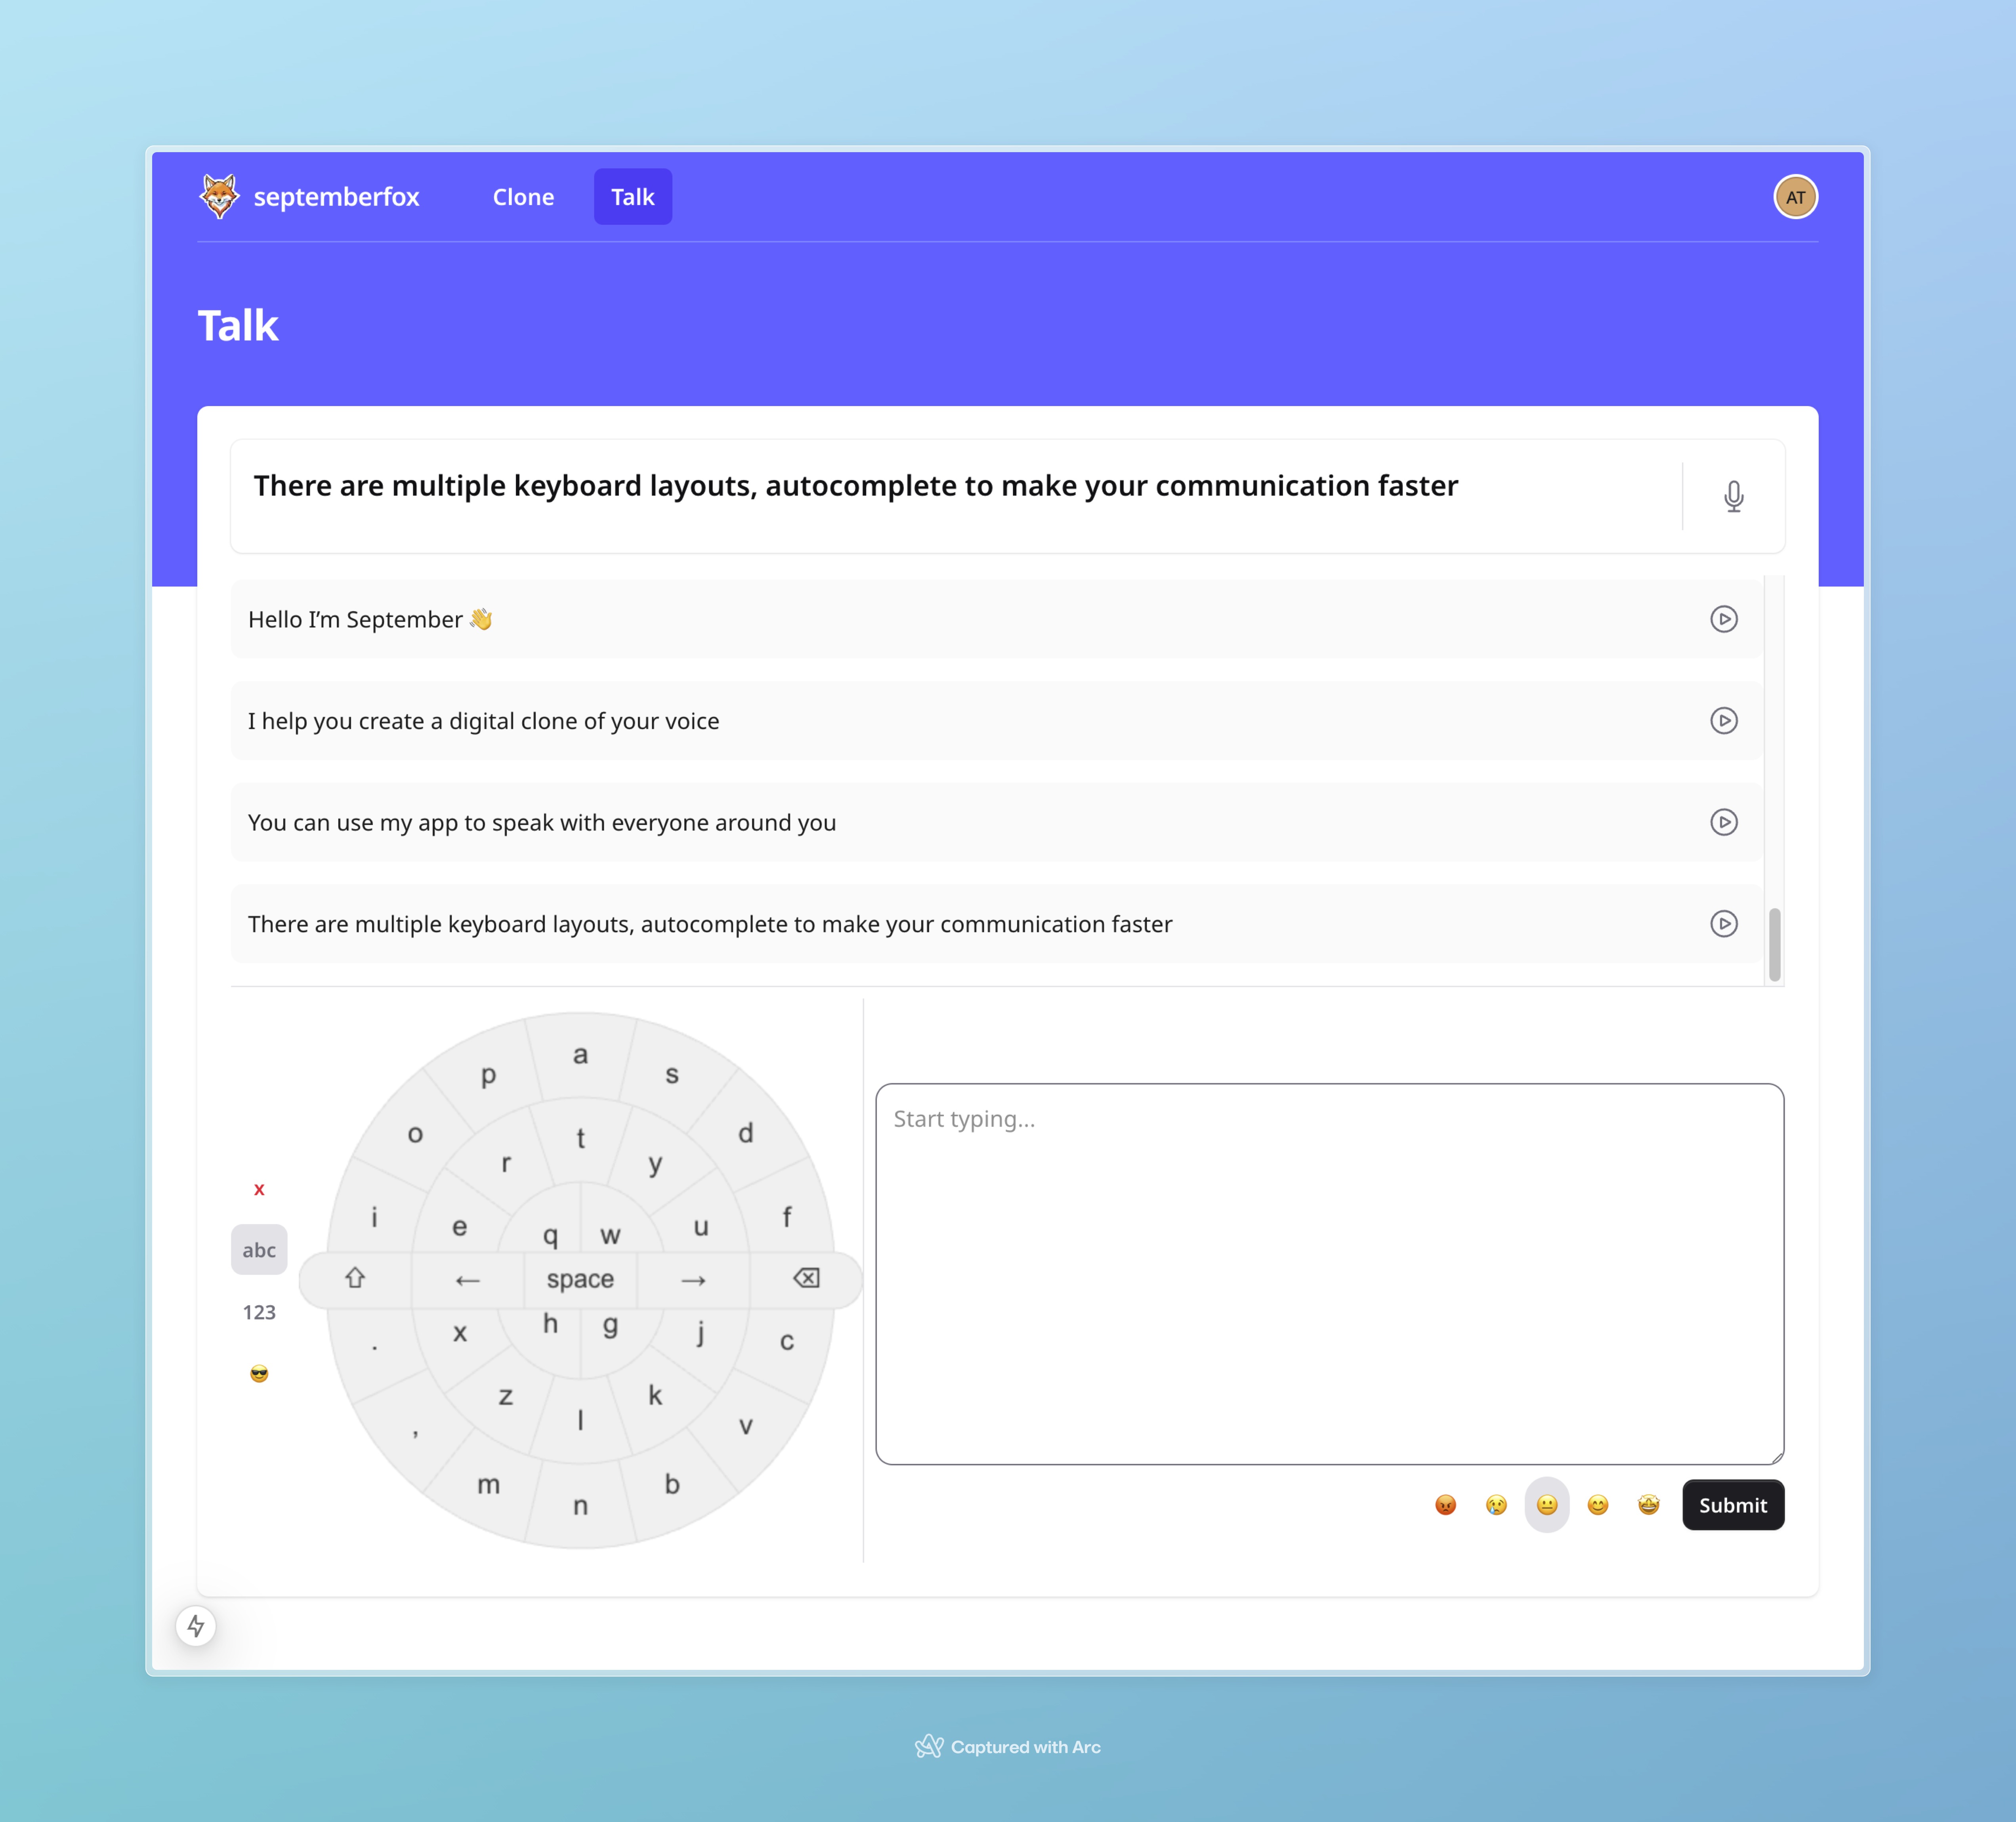 septemberfox
Clone
Talk
AT
Talk
There are multiple keyboard layouts, autocomplete to make your communication faster
Hello I’m September 👋
I help you create a digital clone of your voice
You can use my app to speak with everyone around you
There are multiple keyboard layouts, autocomplete to make your communication faster
x
abc
123
i o p a s d f
e r t y u
q w
← space →
h g
x z l k j
. , m n b v c
Start typing...
Submit
Captured with Arc